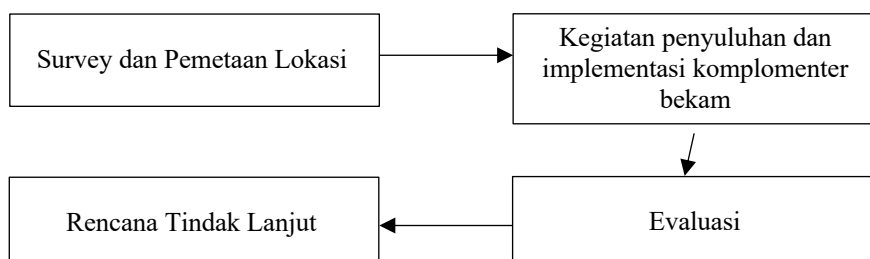 Survey dan Pemetaan Lokasi
Kegiatan penyuluhan dan
implementasi komplomenter
bekam
Evaluasi
Rencana Tindak Lanjut